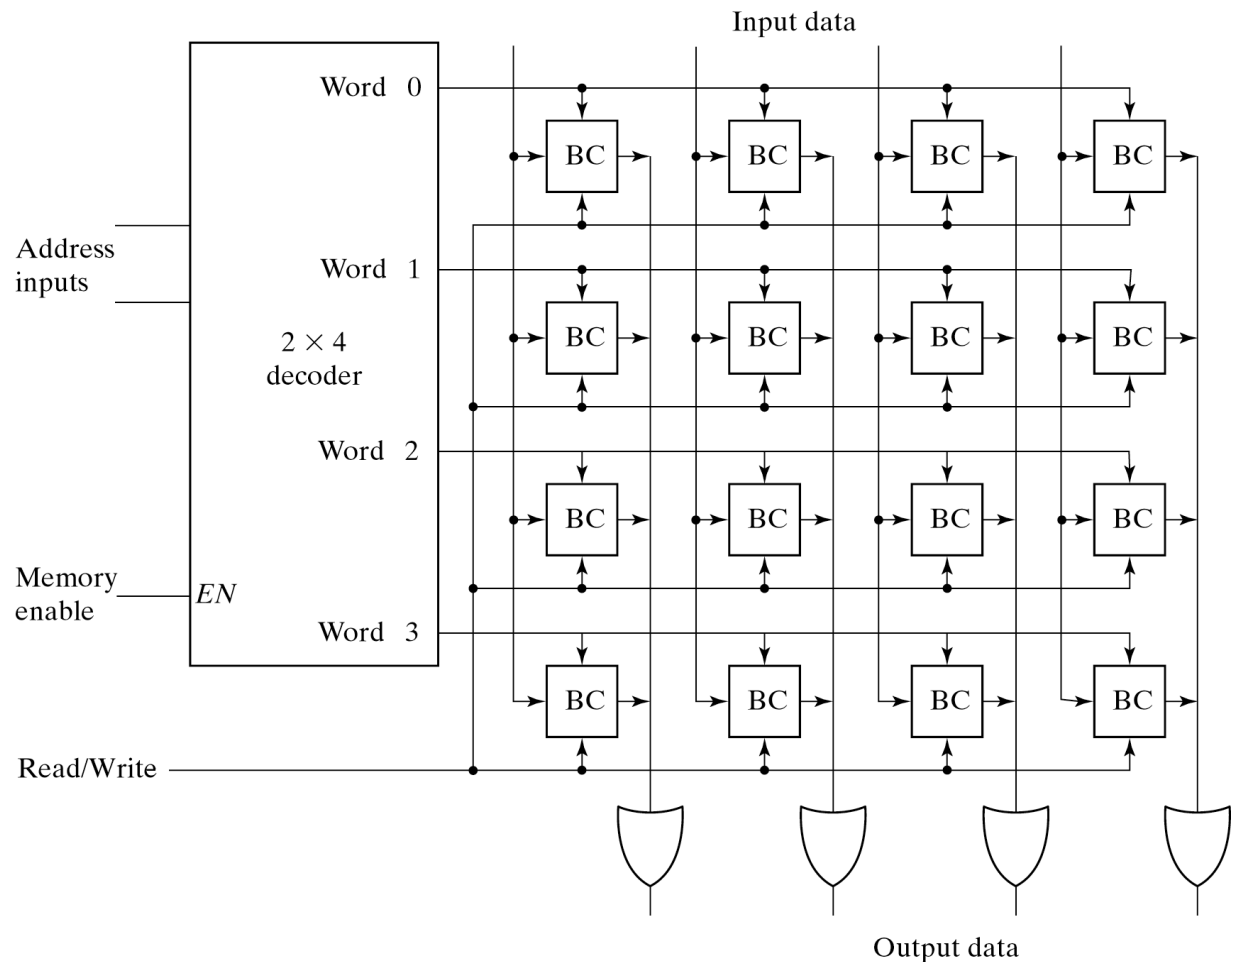 Input data
Word 0
BC BC BC BC
Address
inputs
Word 1
BC BC BC BC
2 × 4
decoder
Word 2
BC BC BC BC
Memory
enable
EN
Word 3
BC BC BC BC
Read/Write
Output data